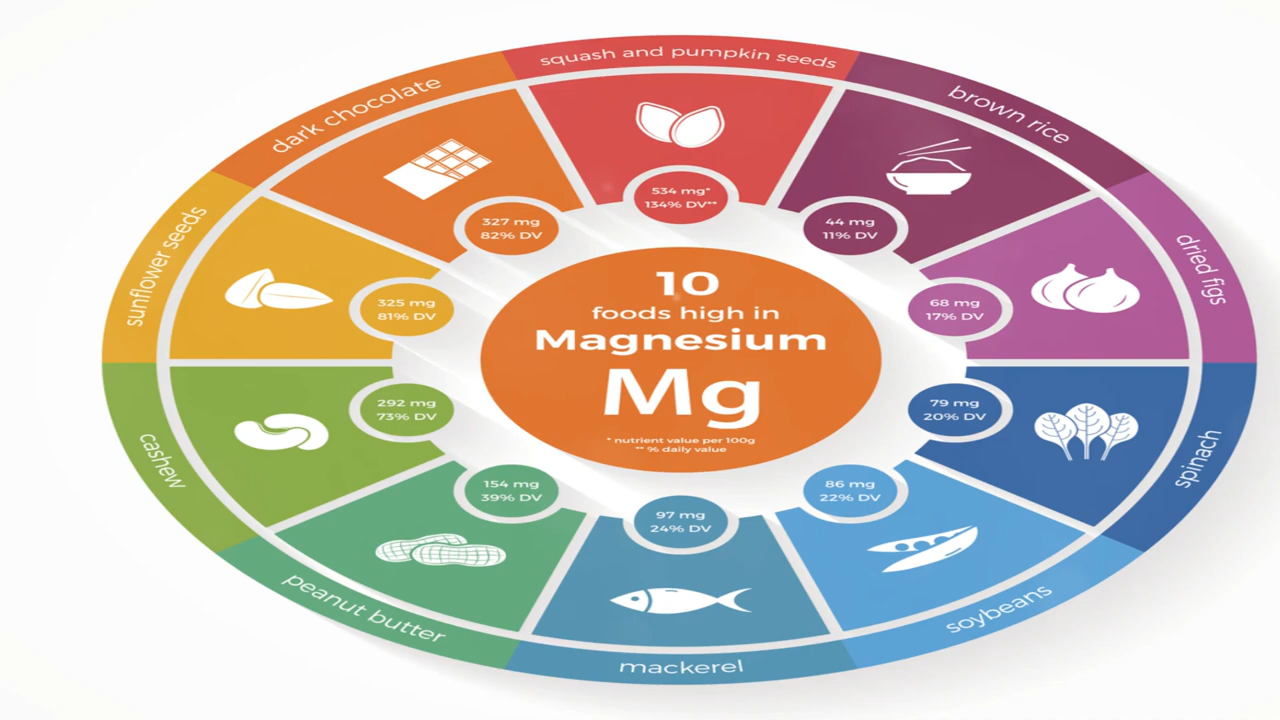 10
foods high in
Magnesium
Mg
* nutrient value per 100g
** % daily value
squash and pumpkin seeds
534 mg*
134% DV**
brown rice
44 mg
11% DV
dried figs
68 mg
17% DV
spinach
79 mg
20% DV
soybeans
86 mg
22% DV
mackerel
97 mg
24% DV
peanut butter
154 mg
39% DV
cashew
292 mg
73% DV
sunflower seeds
325 mg
81% DV
dark chocolate
327 mg
82% DV